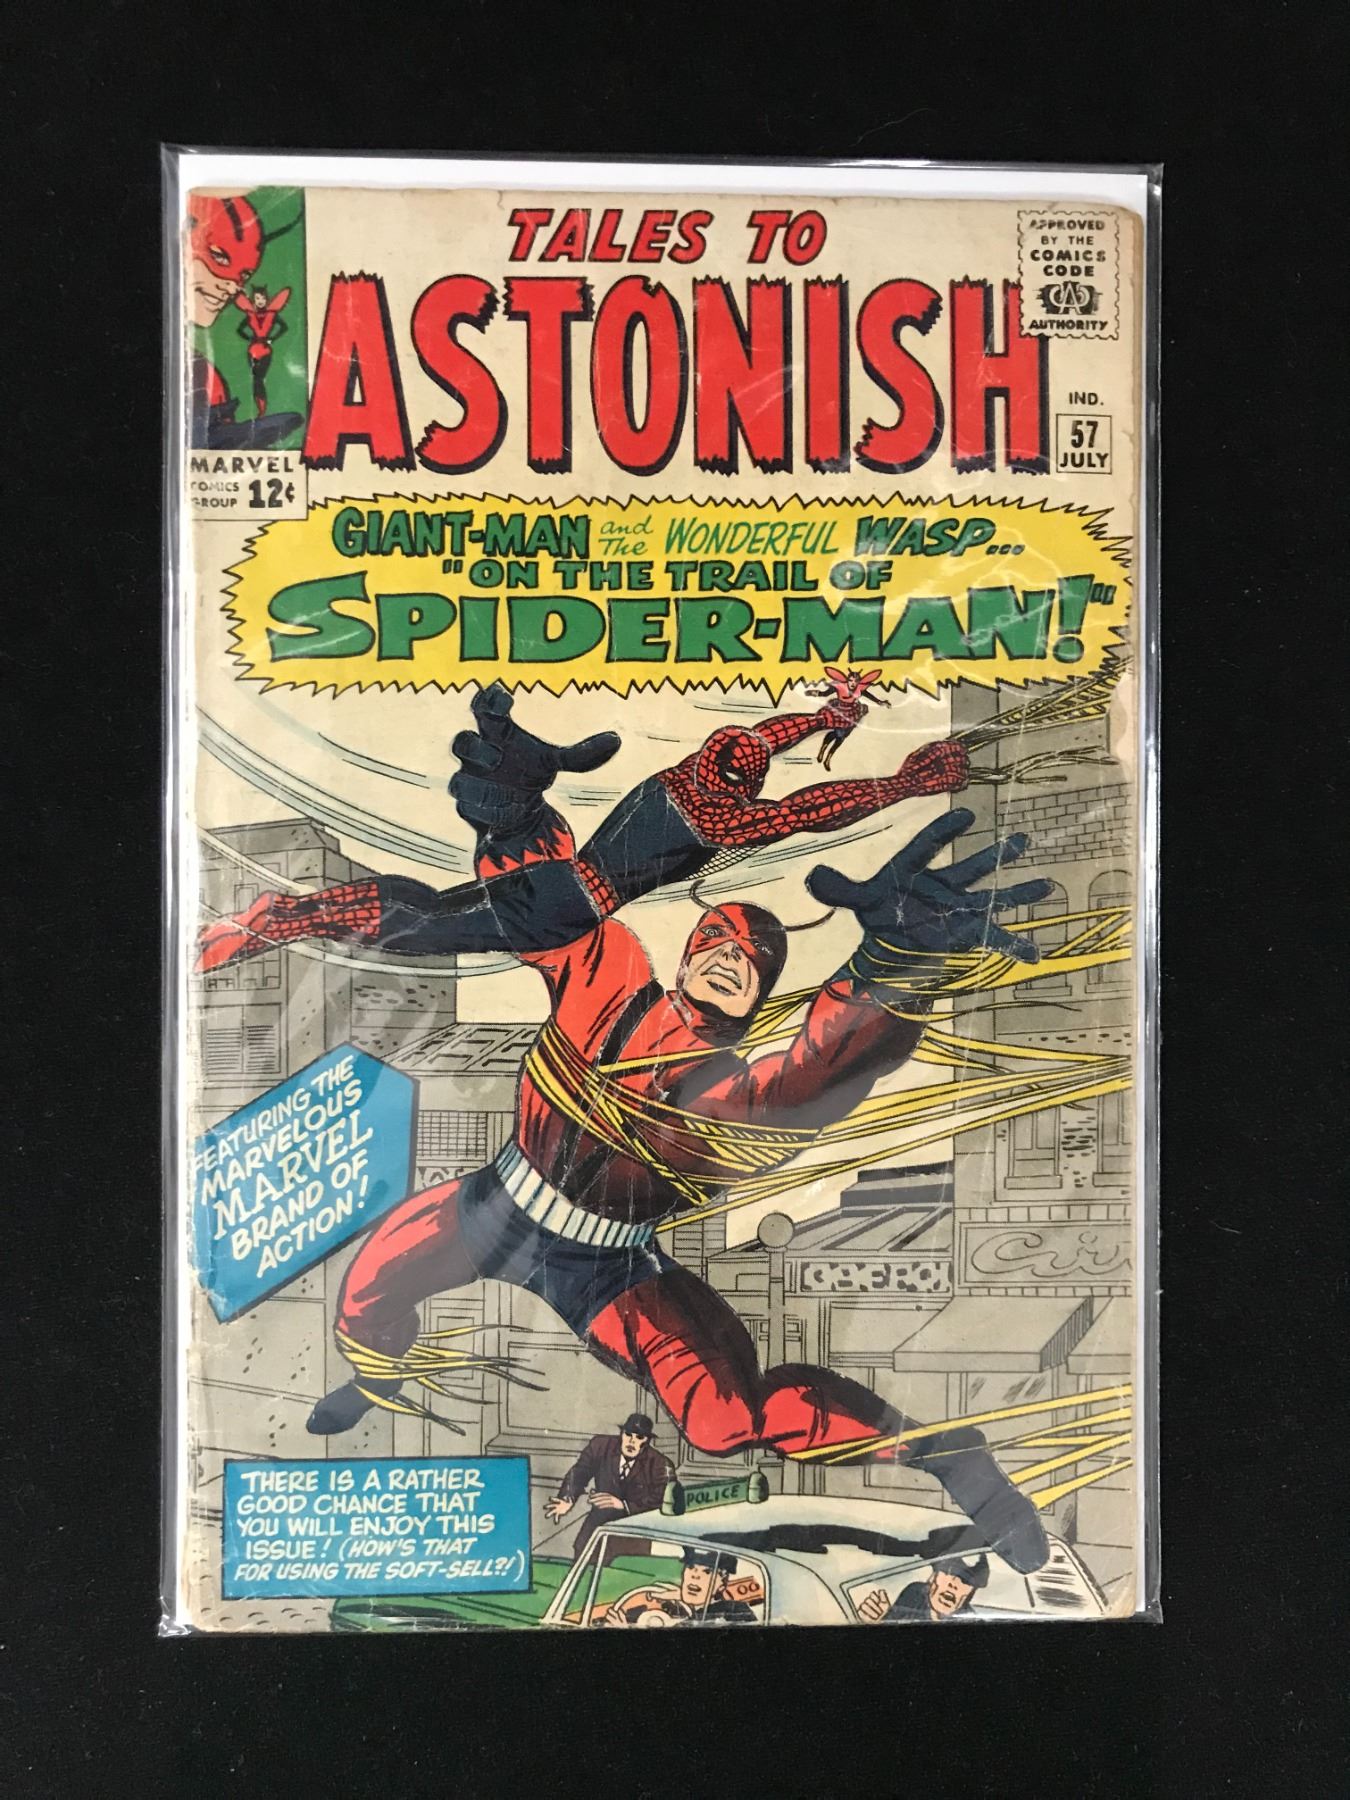 TALES TO
ASTONISH
APPROVED
BY THE
COMICS
CODE
CA
AUTHORITY
IND.
57
JULY
MARVEL
COMICS
GROUP 12¢
GIANT-MAN and The WONDERFUL WASP...
"ON THE TRAIL OF
SPIDER-MAN!"
FEATURING THE
MARVELOUS
MARVEL
BRAND OF
ACTION!
THERE IS A RATHER
GOOD CHANCE THAT
YOU WILL ENJOY THIS
ISSUE! (HOW'S THAT
FOR USING THE SOFT-SELL?!)
POLICE